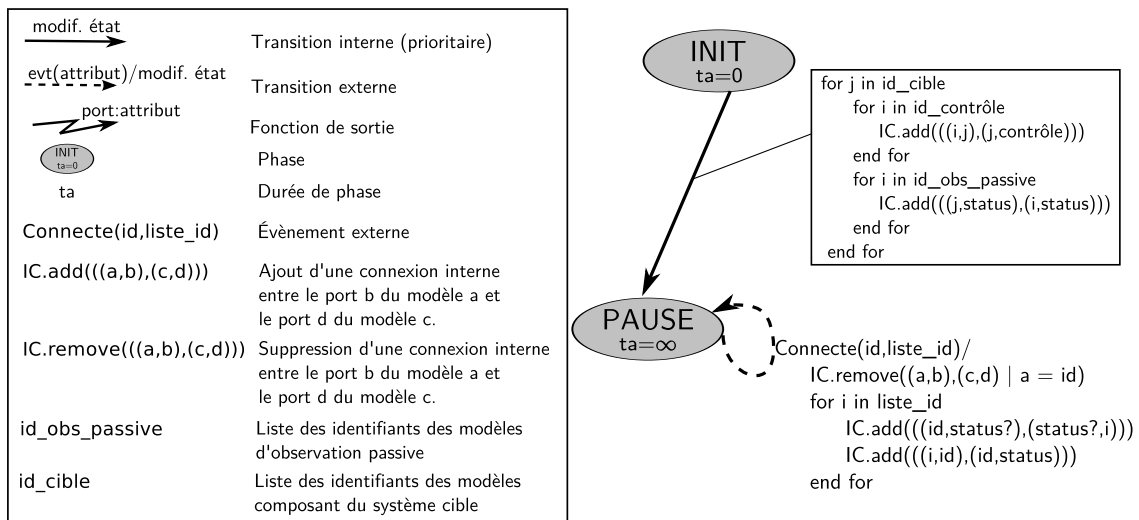 modif. état
Transition interne (prioritaire)
evt(attribut)/modif. état
Transition externe
port:attribut
Fonction de sortie
INIT
ta=0
Phase
ta
Durée de phase
Connecte(id,liste_id)
Évènement externe
IC.add(((a,b),(c,d)))
Ajout d'une connexion interne
entre le port b du modèle a et
le port d du modèle c.
IC.remove(((a,b),(c,d)))
Suppression d'une connexion interne
entre le port b du modèle a et
le port d du modèle c.
id_obs_passive
Liste des identifiants des modèles
d'observation passive
id_cible
Liste des identifiants des modèles
composant du système cible
INIT
ta=0
for j in id_cible
for i in id_contrôle
IC.add(((i,j),(j,contrôle)))
end for
for i in id_obs_passive
IC.add(((j,status),(i,status)))
end for
end for
PAUSE
ta=∞
Connecte(id,liste_id)/
IC.remove((a,b),(c,d) | a = id)
for i in liste_id
IC.add(((id,status?),(status?,i)))
IC.add(((i,id),(id,status)))
end for